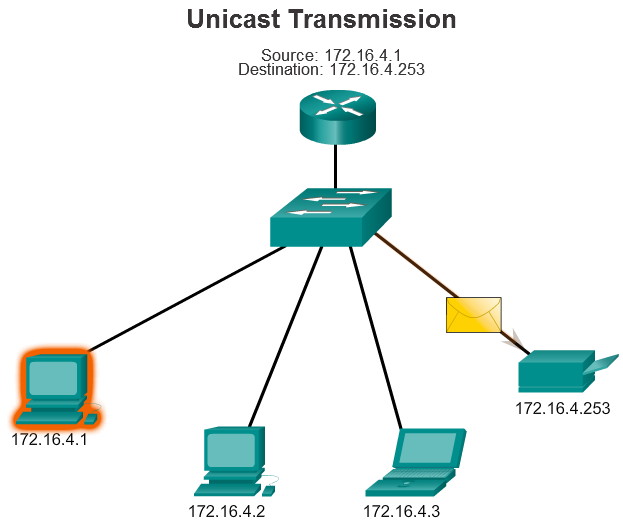 Unicast Transmission
Source: 172.16.4.1
Destination: 172.16.4.253
172.16.4.253
172.16.4.1
172.16.4.2
172.16.4.3